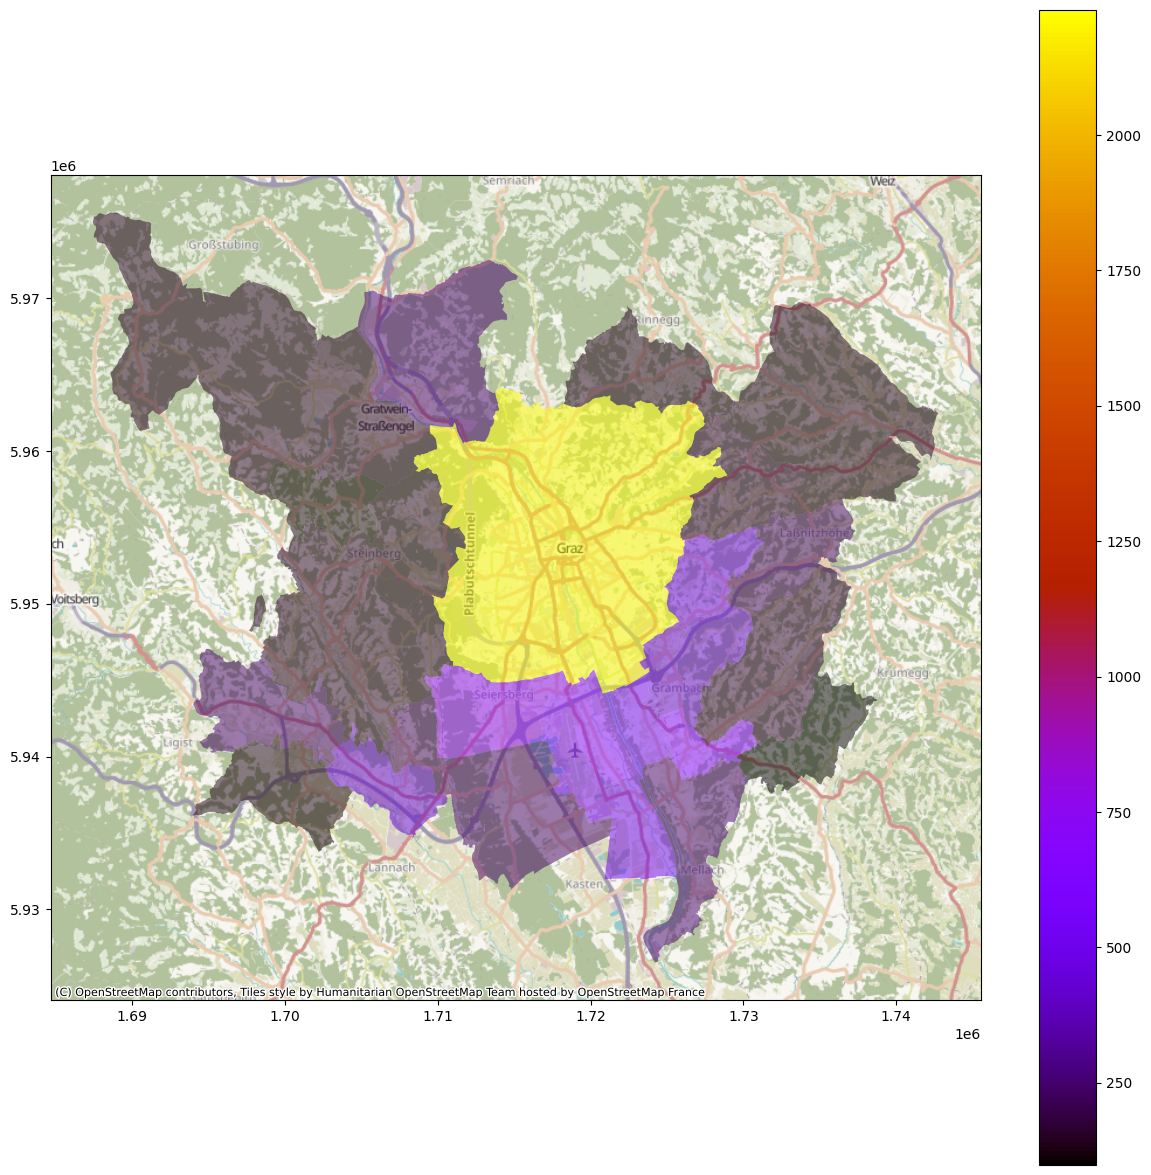 1e6
Semriach
Weiz
Großstübing
5.97
Rinnegg
Gratwein-
Straßengel
5.96
Plabutschtunnel
Graz
Laßnitzhöhe
ch
Steinberg
5.95
Voitsberg
Krumegg
Seiersberg
Grambach
Ligist
5.94
Lannach
Kasten
Mellach
5.93
(C) OpenStreetMap contributors, Tiles style by Humanitarian OpenStreetMap Team hosted by OpenStreetMap France
1.69 1.70 1.71 1.72 1.73 1.74
1e6
2000
1750
1500
1250
1000
750
500
250